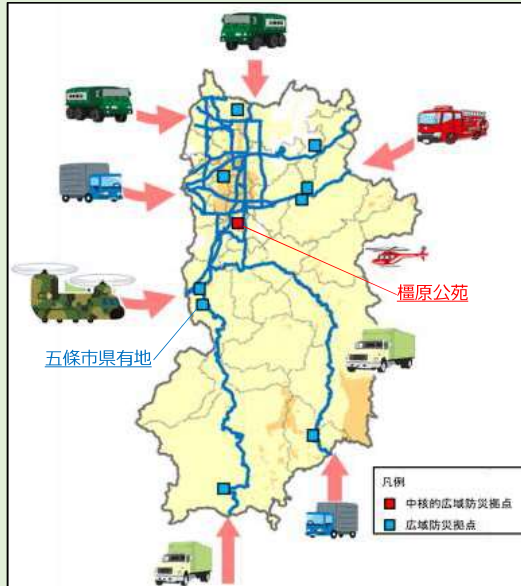 橿原公苑
五條市県有地
凡例
中核的広域防災拠点
広域防災拠点